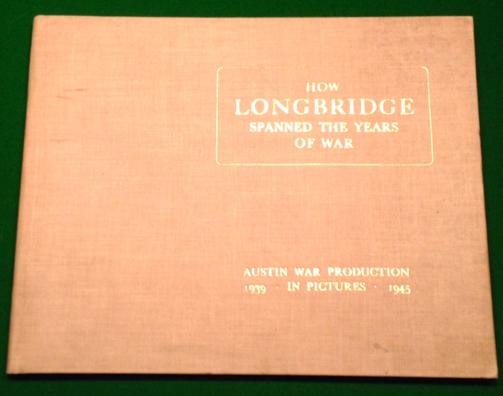 HOW
LONGBRIDGE
SPANNED THE YEARS
OF WAR
AUSTIN WAR PRODUCTION
1939 · IN PICTURES · 1945